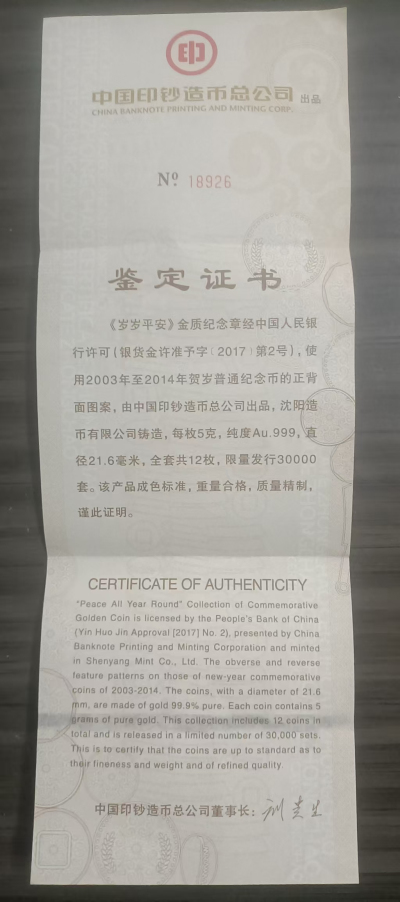 中国印钞造币总公司 出品
CHINA BANKNOTE PRINTING AND MINTING CORP.
Nº 18926
鉴定证书
《岁岁平安》金质纪念章经中国人民银
行许可（银货金许准予字〔2017〕第2号），使
用2003年至2014年贺岁普通纪念币的正背
面图案，由中国印钞造币总公司出品，沈阳造
币有限公司铸造，每枚5克，纯度Au.999，直
径21.6毫米，全套共12枚，限量发行30000
套。该产品成色标准，重量合格，质量精制，
谨此证明。
CERTIFICATE OF AUTHENTICITY
"Peace All Year Round" Collection of Commemorative
Golden Coin is licensed by the People's Bank of China
(Yin Huo Jin Approval [2017] No. 2), presented by China
Banknote Printing and Minting Corporation and minted
in Shenyang Mint Co., Ltd. The obverse and reverse
feature patterns on those of new-year commemorative
coins of 2003-2014. The coins, with a diameter of 21.6
mm, are made of gold 99.9% pure. Each coin contains 5
grams of pure gold. This collection includes 12 coins in
total and is released in a limited number of 30,000 sets.
This is to certify that the coins are up to standard as to
their fineness and weight and of refined quality.
中国印钞造币总公司董事长：